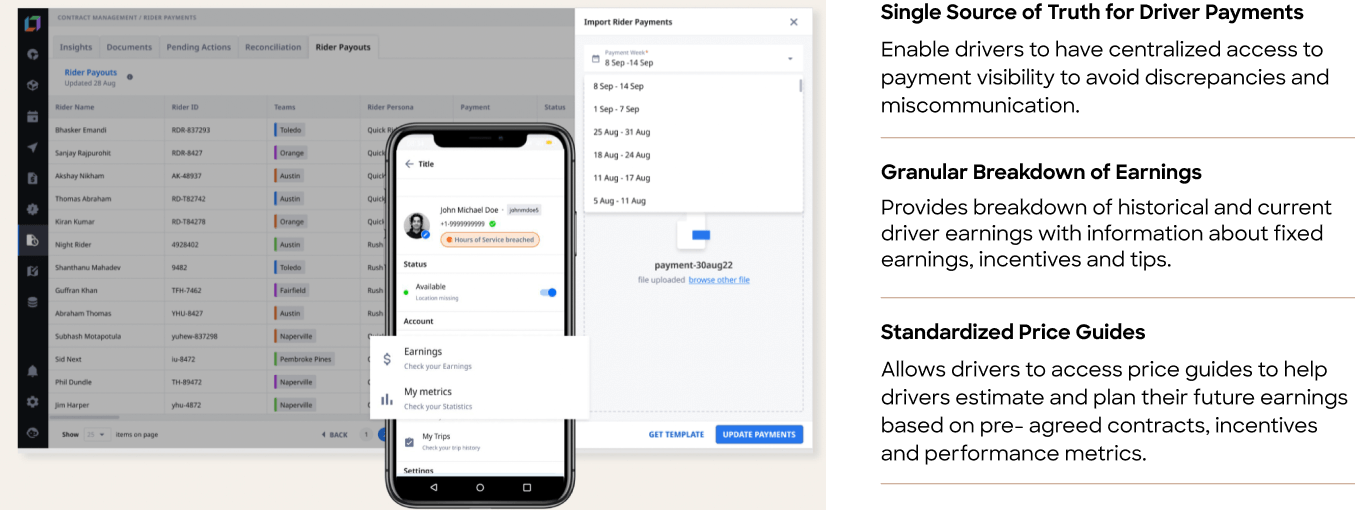 CONTRACT MANAGEMENT / RIDER PAYMENTS
Insights Documents Pending Actions Reconciliation Rider Payouts
Rider Payouts
Updated 28 Aug
Rider Name Rider ID Teams Rider Persona Payment Status
Bhasker Emandi RDR-837293 Toledo Quick
Sanjay Rajpurohit RDR-8427 Orange Quick
Akshay Nikham AK-48937 Austin Quick
Thomas Abraham RD-T82742 Austin Quick
Kiran Kumar RD-T84278 Orange Quick
Night Rider 4928402 Austin Rush
Shanthanu Mahadev 9482 Toledo Rush
Guffran Khan TFH-7462 Fairfield Rush
Abraham Thomas YHU-8427 Austin Rush
Subhash Motapotula yuhew-837298 Naperville
Sid Next iu-8472 Pembroke Pines
Phil Dundle TH-89472 Naperville
Jim Harper yhu-4872 Naperville
Show 25 items on page BACK 1
Title
John Michael Doe · johnmdoe5
+1-9999999999
Hours of Service breached
Status
Available
Location missing
Account
Earnings
Check your Earnings
My metrics
Check your Statistics
My Trips
Check your trip history
Settings
Import Rider Payments
Payment Week*
8 Sep -14 Sep
8 Sep - 14 Sep
1 Sep - 7 Sep
25 Aug - 31 Aug
18 Aug - 24 Aug
11 Aug - 17 Aug
5 Aug - 11 Aug
payment-30aug22
file uploaded browse other file
GET TEMPLATE UPDATE PAYMENTS
Single Source of Truth for Driver Payments
Enable drivers to have centralized access to
payment visibility to avoid discrepancies and
miscommunication.
Granular Breakdown of Earnings
Provides breakdown of historical and current
driver earnings with information about fixed
earnings, incentives and tips.
Standardized Price Guides
Allows drivers to access price guides to help
drivers estimate and plan their future earnings
based on pre- agreed contracts, incentives
and performance metrics.